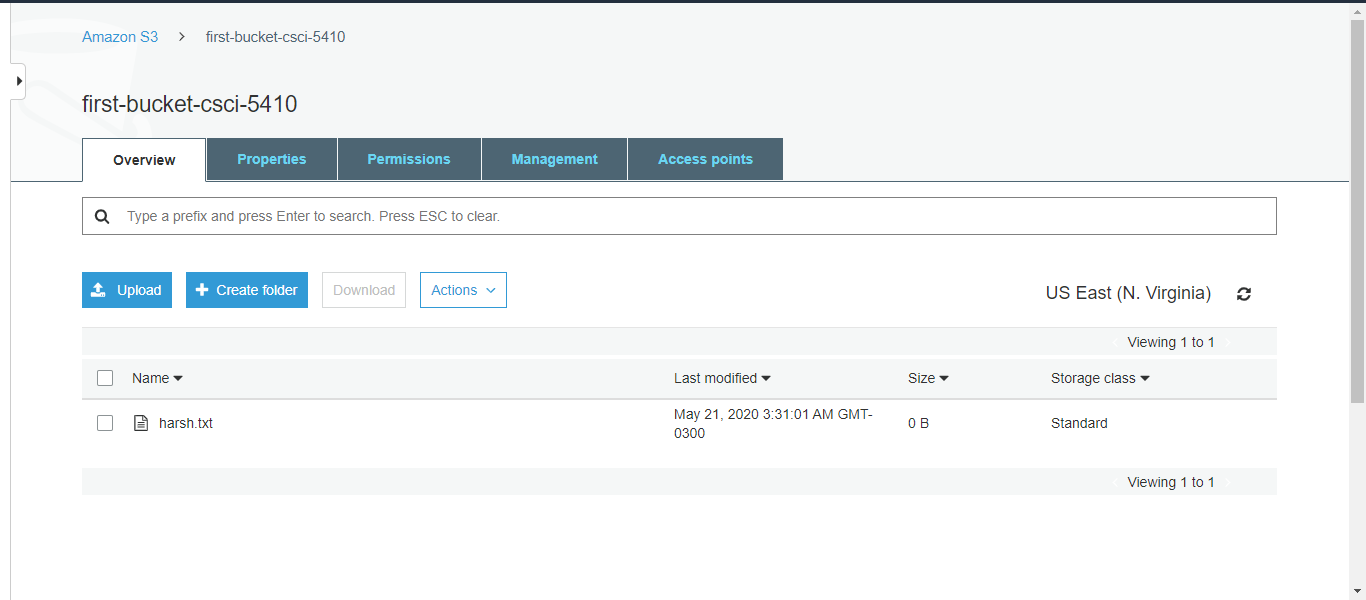 Amazon S3 > first-bucket-csci-5410
first-bucket-csci-5410
Overview Properties Permissions Management Access points
Type a prefix and press Enter to search. Press ESC to clear.
Upload Create folder Download Actions US East (N. Virginia)
Viewing 1 to 1
Name Last modified Size Storage class
harsh.txt May 21, 2020 3:31:01 AM GMT- 0 B Standard
0300
Viewing 1 to 1